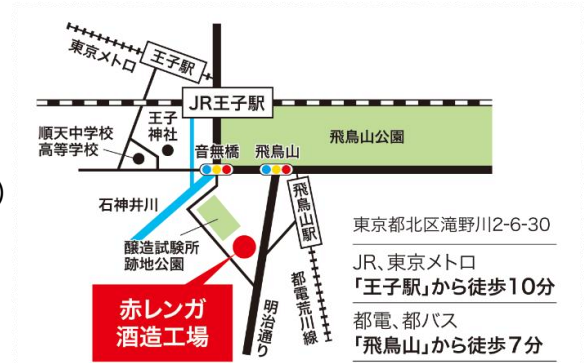 東京メトロ
王子駅
JR王子駅
王子
神社
順天中学校
高等学校
音無橋
飛鳥山
飛鳥山公園
石神井川
飛鳥山駅
醸造試験所
跡地公園
赤レンガ
酒造工場
明治通り
都電荒川線
東京都北区滝野川2-6-30
JR、東京メトロ
「王子駅」から徒歩10分
都電、都バス
「飛鳥山」から徒歩7分
)